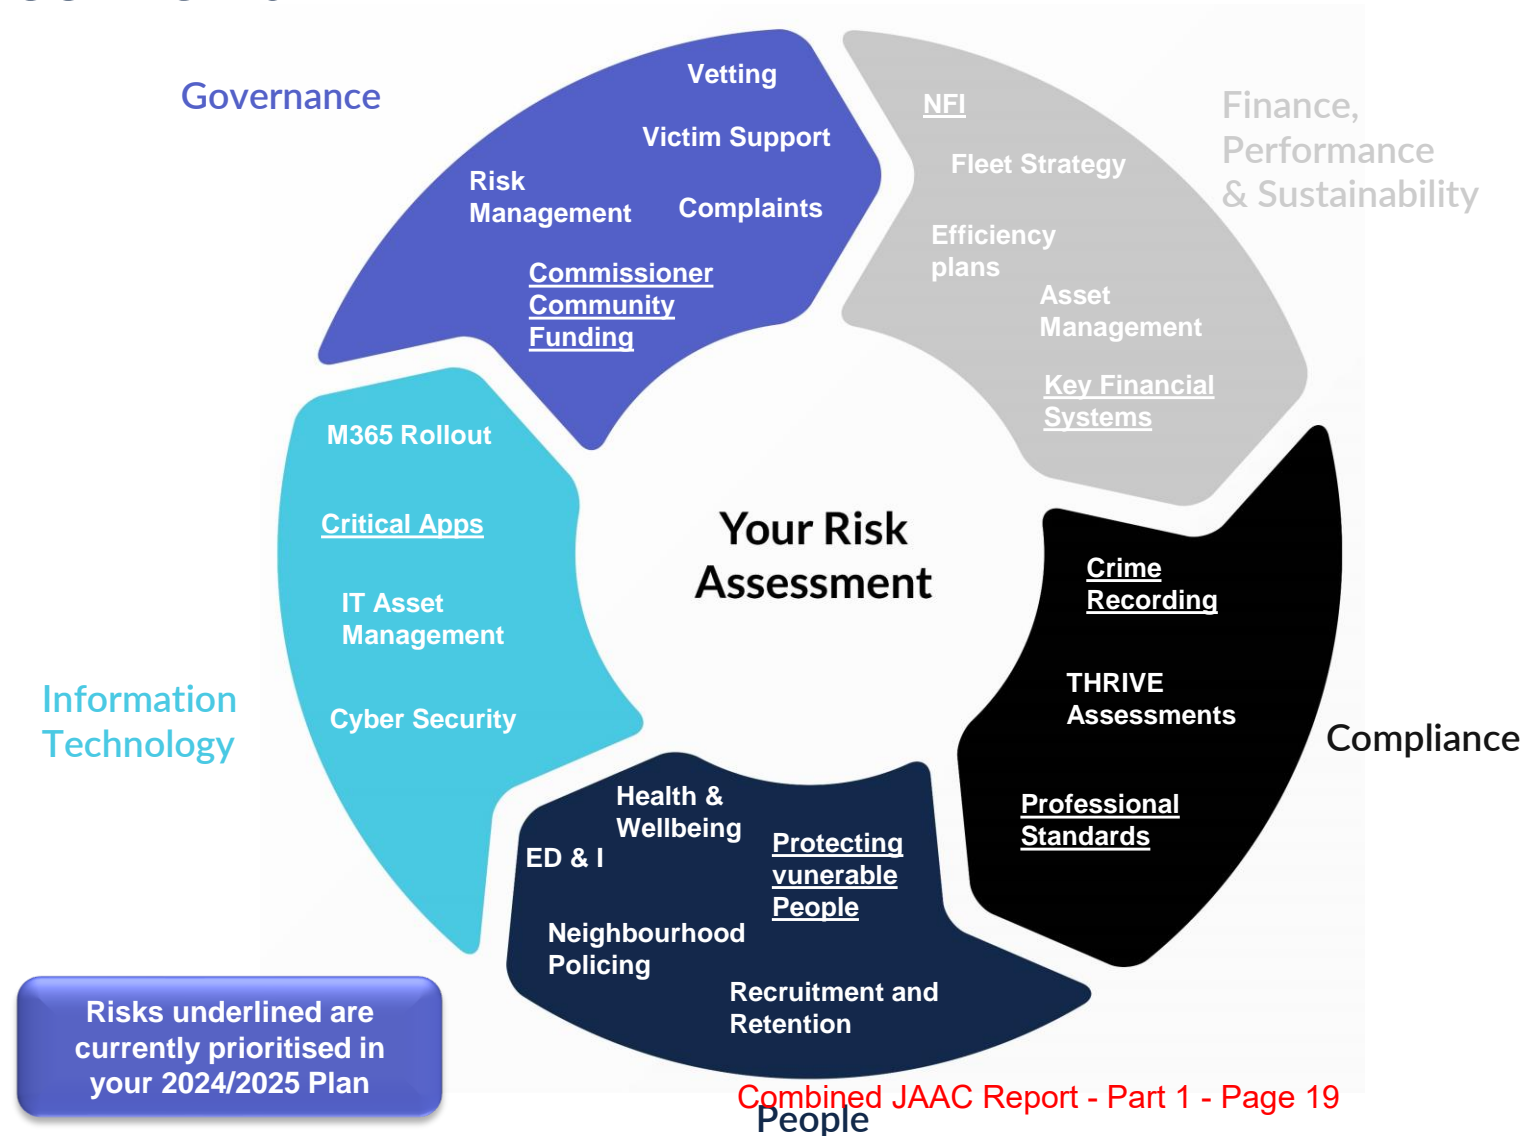 Governance
Vetting
Victim Support
Risk
Management
Complaints
Commissioner
Community
Funding
Finance,
Performance
& Sustainability
NFI
Fleet Strategy
Efficiency
plans
Asset
Management
Key Financial
Systems
M365 Rollout
Critical Apps
IT Asset
Management
Cyber Security
Information
Technology
Your Risk
Assessment
Crime
Recording
THRIVE
Assessments
Professional
Standards
Compliance
Health &
Wellbeing
ED & I
Protecting
vunerable
People
Neighbourhood
Policing
Recruitment and
Retention
People
Risks underlined are
currently prioritised in
your 2024/2025 Plan
Combined JAAC Report - Part 1 - Page 19